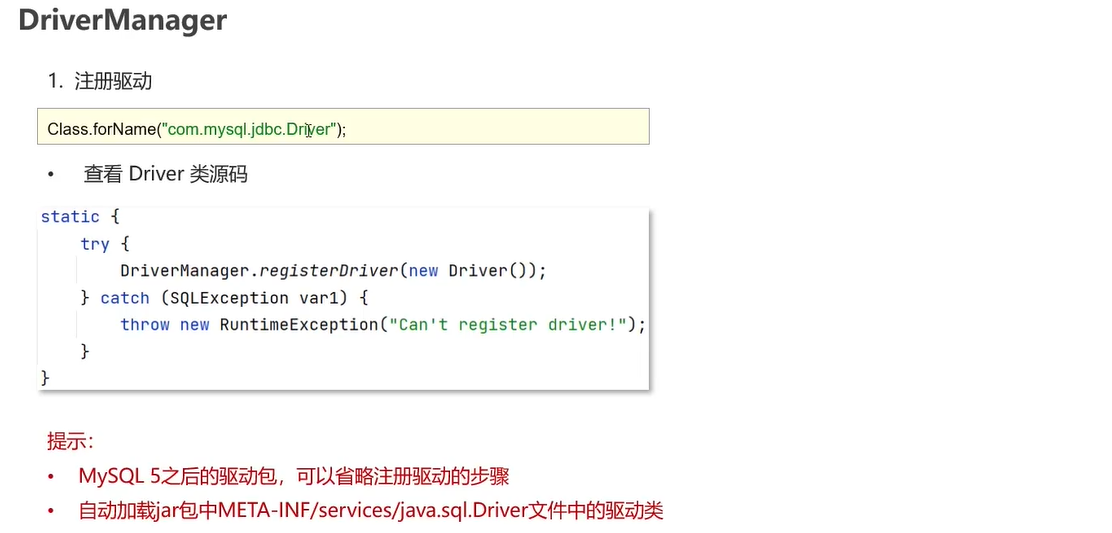 DriverManager
1. 注册驱动
Class.forName("com.mysql.jdbc.Driver");
• 查看 Driver 类源码
static {
try {
DriverManager.registerDriver(new Driver());
} catch (SQLException var1) {
throw new RuntimeException("Can't register driver!");
}
}
提示：
• MySQL 5之后的驱动包，可以省略注册驱动的步骤
• 自动加载jar包中META-INF/services/java.sql.Driver文件中的驱动类